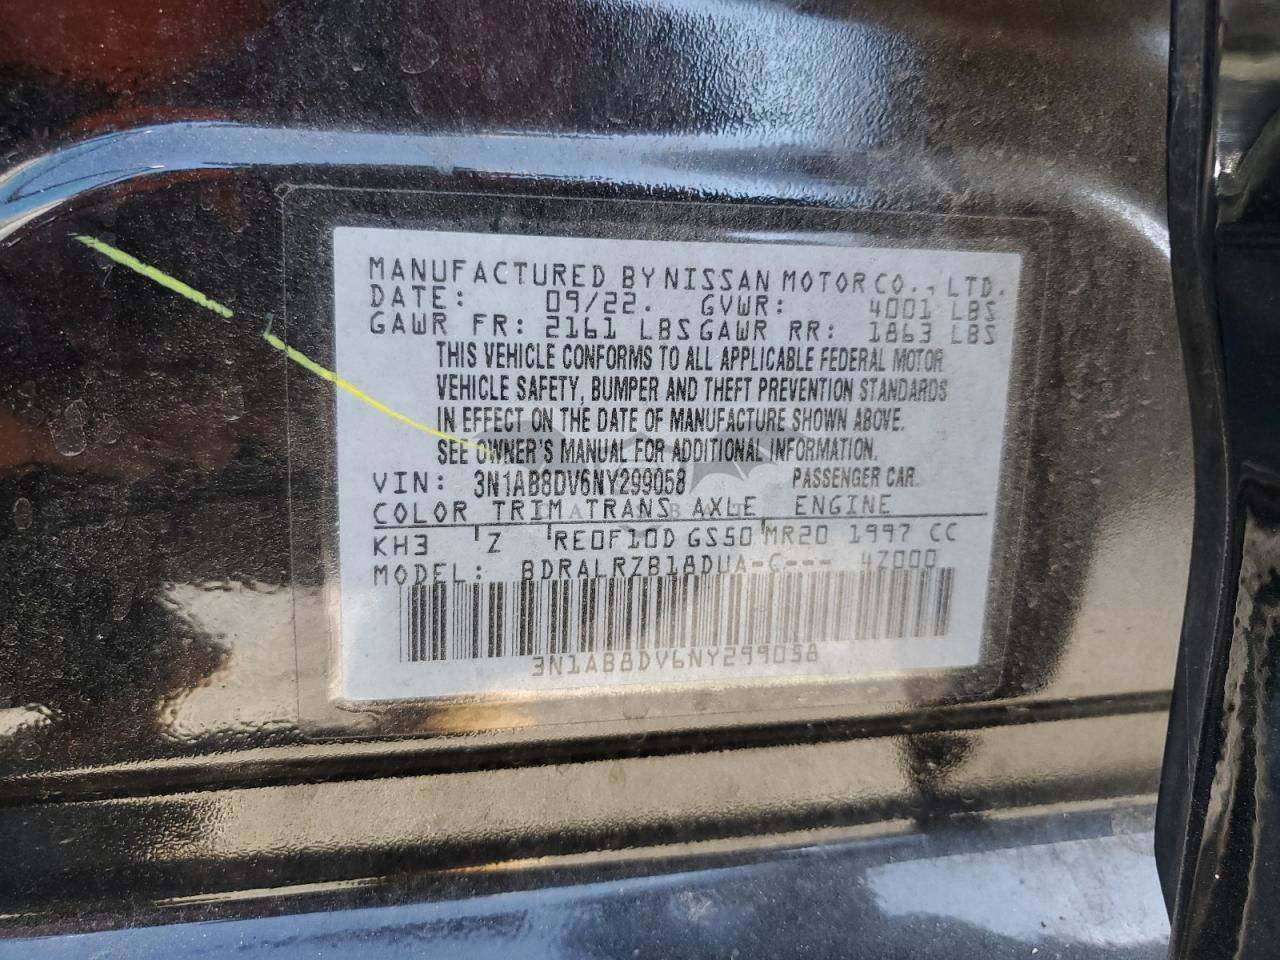 MANUFACTURED BY NISSAN MOTOR CO., LTD.
DATE: 09/22. GVWR: 4001 LBS
GAWR FR: 2161 LBS GAWR RR: 1863 LBS
THIS VEHICLE CONFORMS TO ALL APPLICABLE FEDERAL MOTOR
VEHICLE SAFETY, BUMPER AND THEFT PREVENTION STANDARDS
IN EFFECT ON THE DATE OF MANUFACTURE SHOWN ABOVE.
SEE OWNER'S MANUAL FOR ADDITIONAL INFORMATION.
VIN: 3N1AB8DV6NY299058 PASSENGER CAR.
COLOR TRIM TRANS AXLE ENGINE
KH3 Z RE0F10D GS50 MR20 1997 CC
MODEL: BDRALRZB18DUA-C--- 4Z000
3N1AB8DV6NY299058